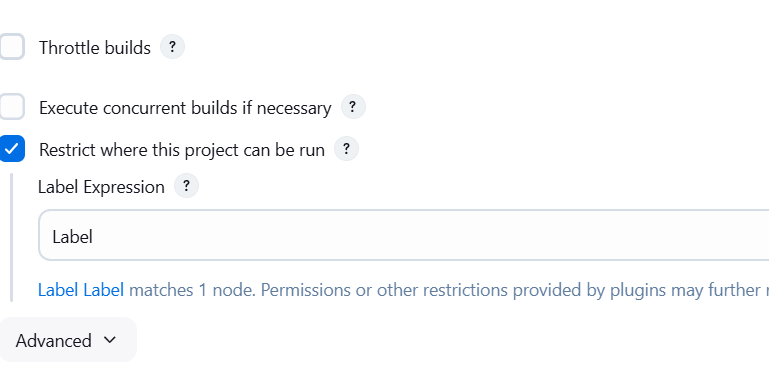 Throttle builds ?
Execute concurrent builds if necessary ?
Restrict where this project can be run ?
Label Expression ?
Label
Label Label matches 1 node. Permissions or other restrictions provided by plugins may further
Advanced